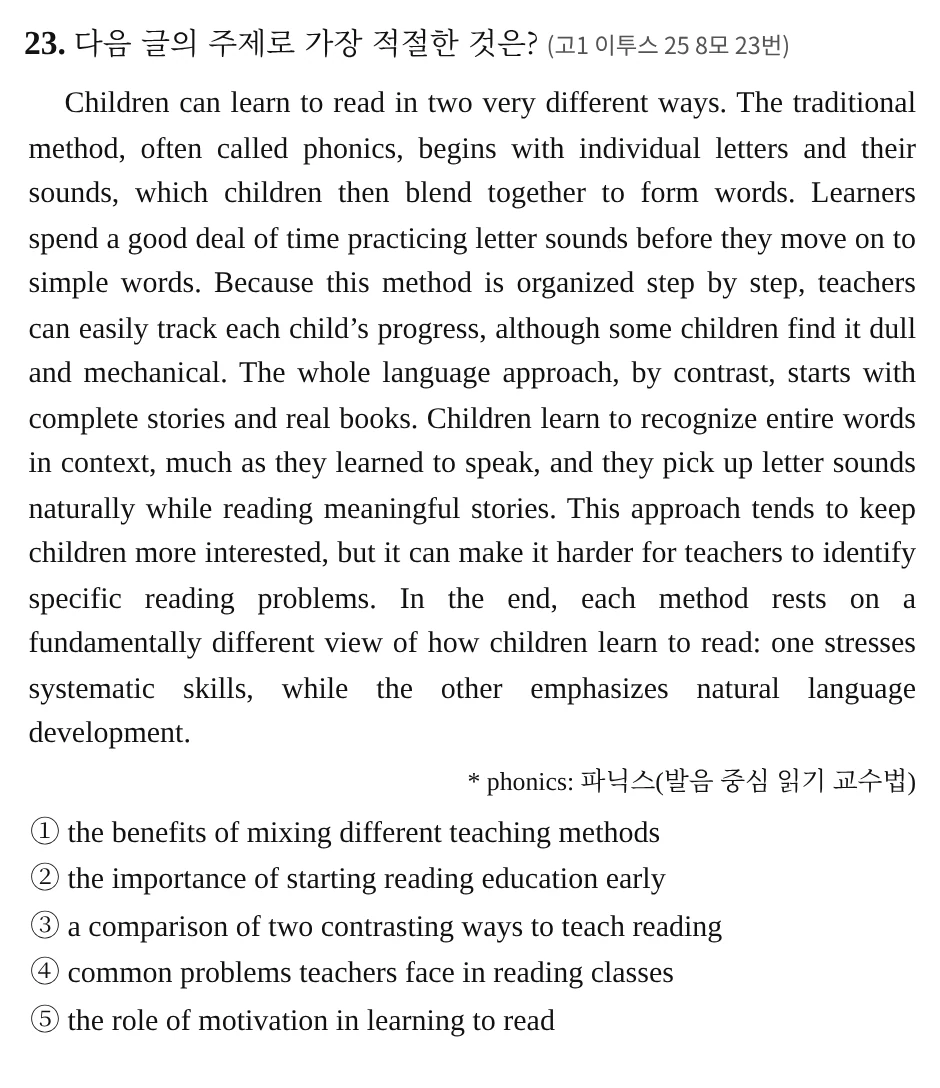 23. 다음 글의 주제로 가장 적절한 것은? (고1 이투스 25 8모 23번)
Children can learn to read in two very different ways. The traditional
method, often called phonics, begins with individual letters and their
sounds, which children then blend together to form words. Learners
spend a good deal of time practicing letter sounds before they move on to
simple words. Because this method is organized step by step, teachers
can easily track each child’s progress, although some children find it dull
and mechanical. The whole language approach, by contrast, starts with
complete stories and real books. Children learn to recognize entire words
in context, much as they learned to speak, and they pick up letter sounds
naturally while reading meaningful stories. This approach tends to keep
children more interested, but it can make it harder for teachers to identify
specific reading problems. In the end, each method rests on a
fundamentally different view of how children learn to read: one stresses
systematic skills, while the other emphasizes natural language
development.
* phonics: 파닉스(발음 중심 읽기 교수법)
① the benefits of mixing different teaching methods
② the importance of starting reading education early
③ a comparison of two contrasting ways to teach reading
④ common problems teachers face in reading classes
⑤ the role of motivation in learning to read